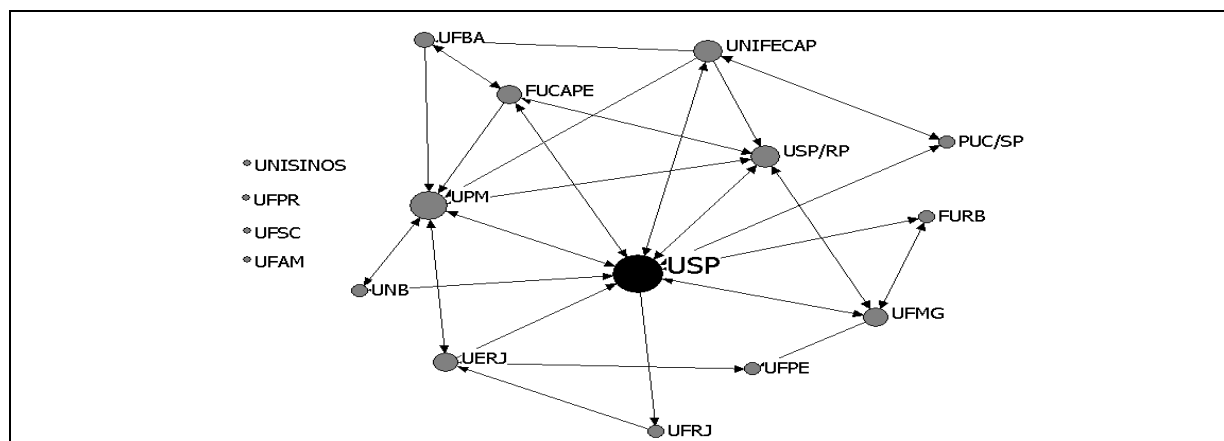 UFBA
UNIFECAP
FUCAPE
PUC/SP
USP/RP
UNISINOS
UPM
UFPR
FURB
UFSC
UFAM
USP
UNB
UFMG
UERJ
UFPE
UFRJ